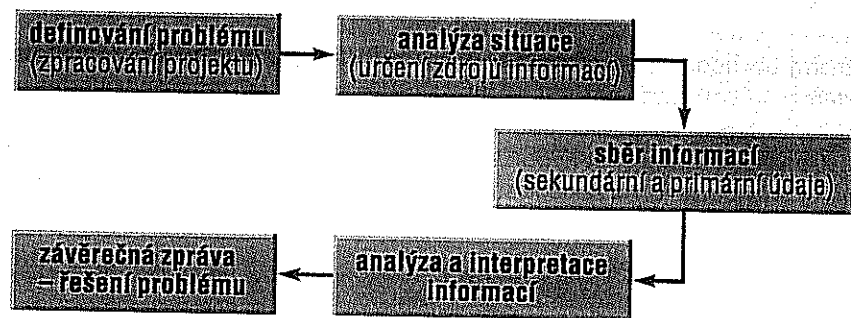 definování problému
(zpracování projektu)
analýza situace
(určení zdrojů informací)
sběr informací
(sekundární a primární údaje)
analýza a interpretace
informací
závěrečná zpráva
– řešení problému